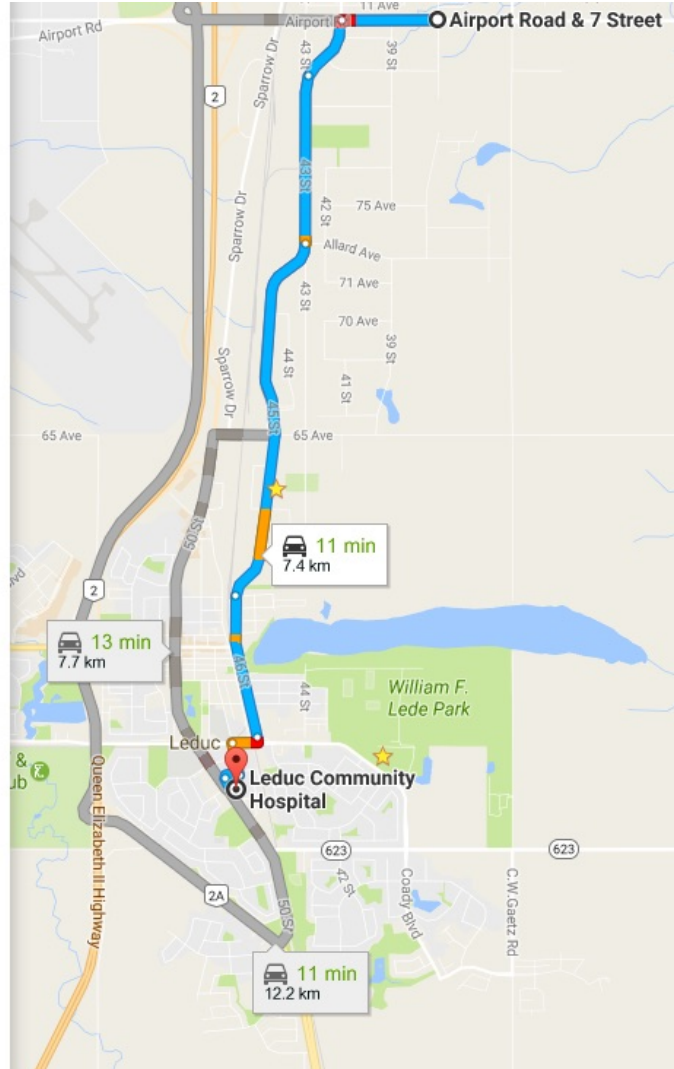 11 Ave
Airport Rd
Airport
Airport Road & 7 Street
Sparrow Dr
43 St
39 St
2
43 St
75 Ave
42 St
Sparrow Dr
Allard Ave
71 Ave
43 St
70 Ave
39 St
44 St
41 St
Sparrow Dr
45 St
65 Ave
65 Ave
50 St
11 min
7.4 km
2
13 min
7.7 km
46 St
44 St
William F.
Lede Park
Leduc
&
ub
Leduc Community
Hospital
Queen Elizabeth II Highway
623
623
2A
42 St
Coady Blvd
C.W.Gaetz Rd
50 St
11 min
12.2 km